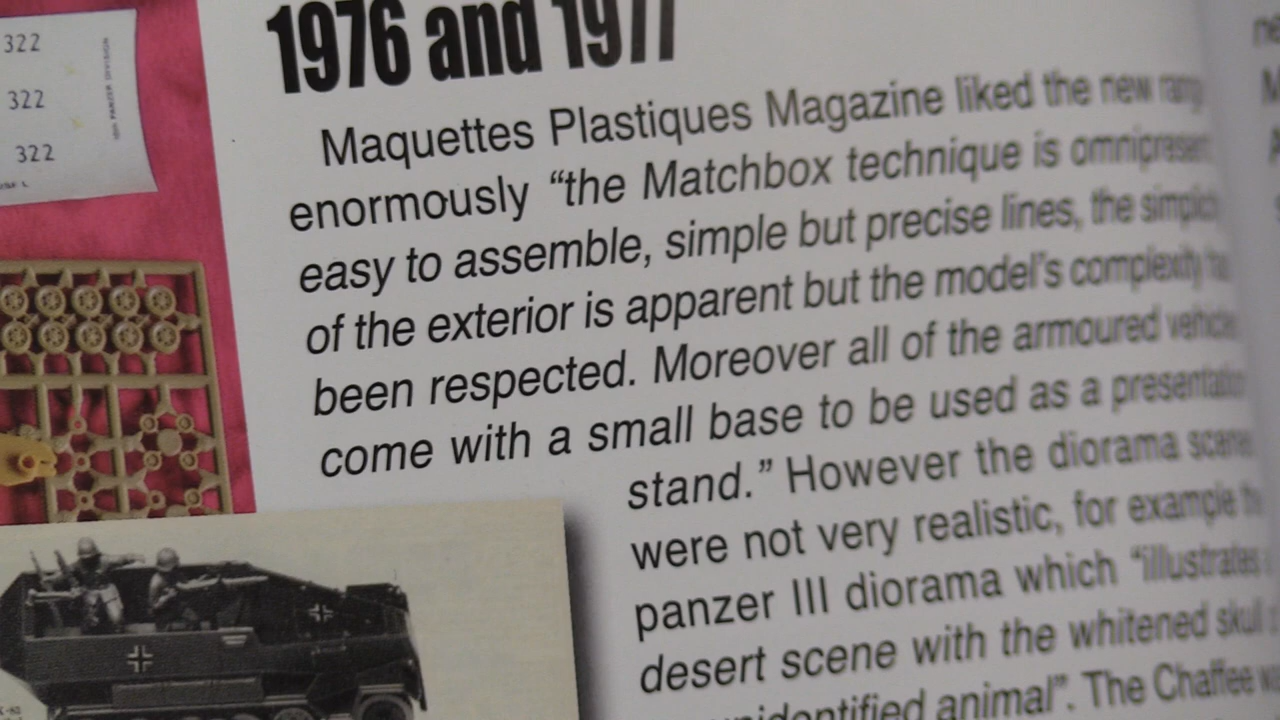 322
322
322
PANZER DIVISION
1976 and 1977
Maquettes Plastiques Magazine liked the new
enormously “the Matchbox technique is
easy to assemble, simple but precise lines, the
of the exterior is apparent but the model's complexity
been respected. Moreover all of the armoured
come with a small base to be used as a
stand.” However the diorama
were not very realistic, for example
panzer III diorama which “illustrates
desert scene with the whitened
animal”. The Chaffee